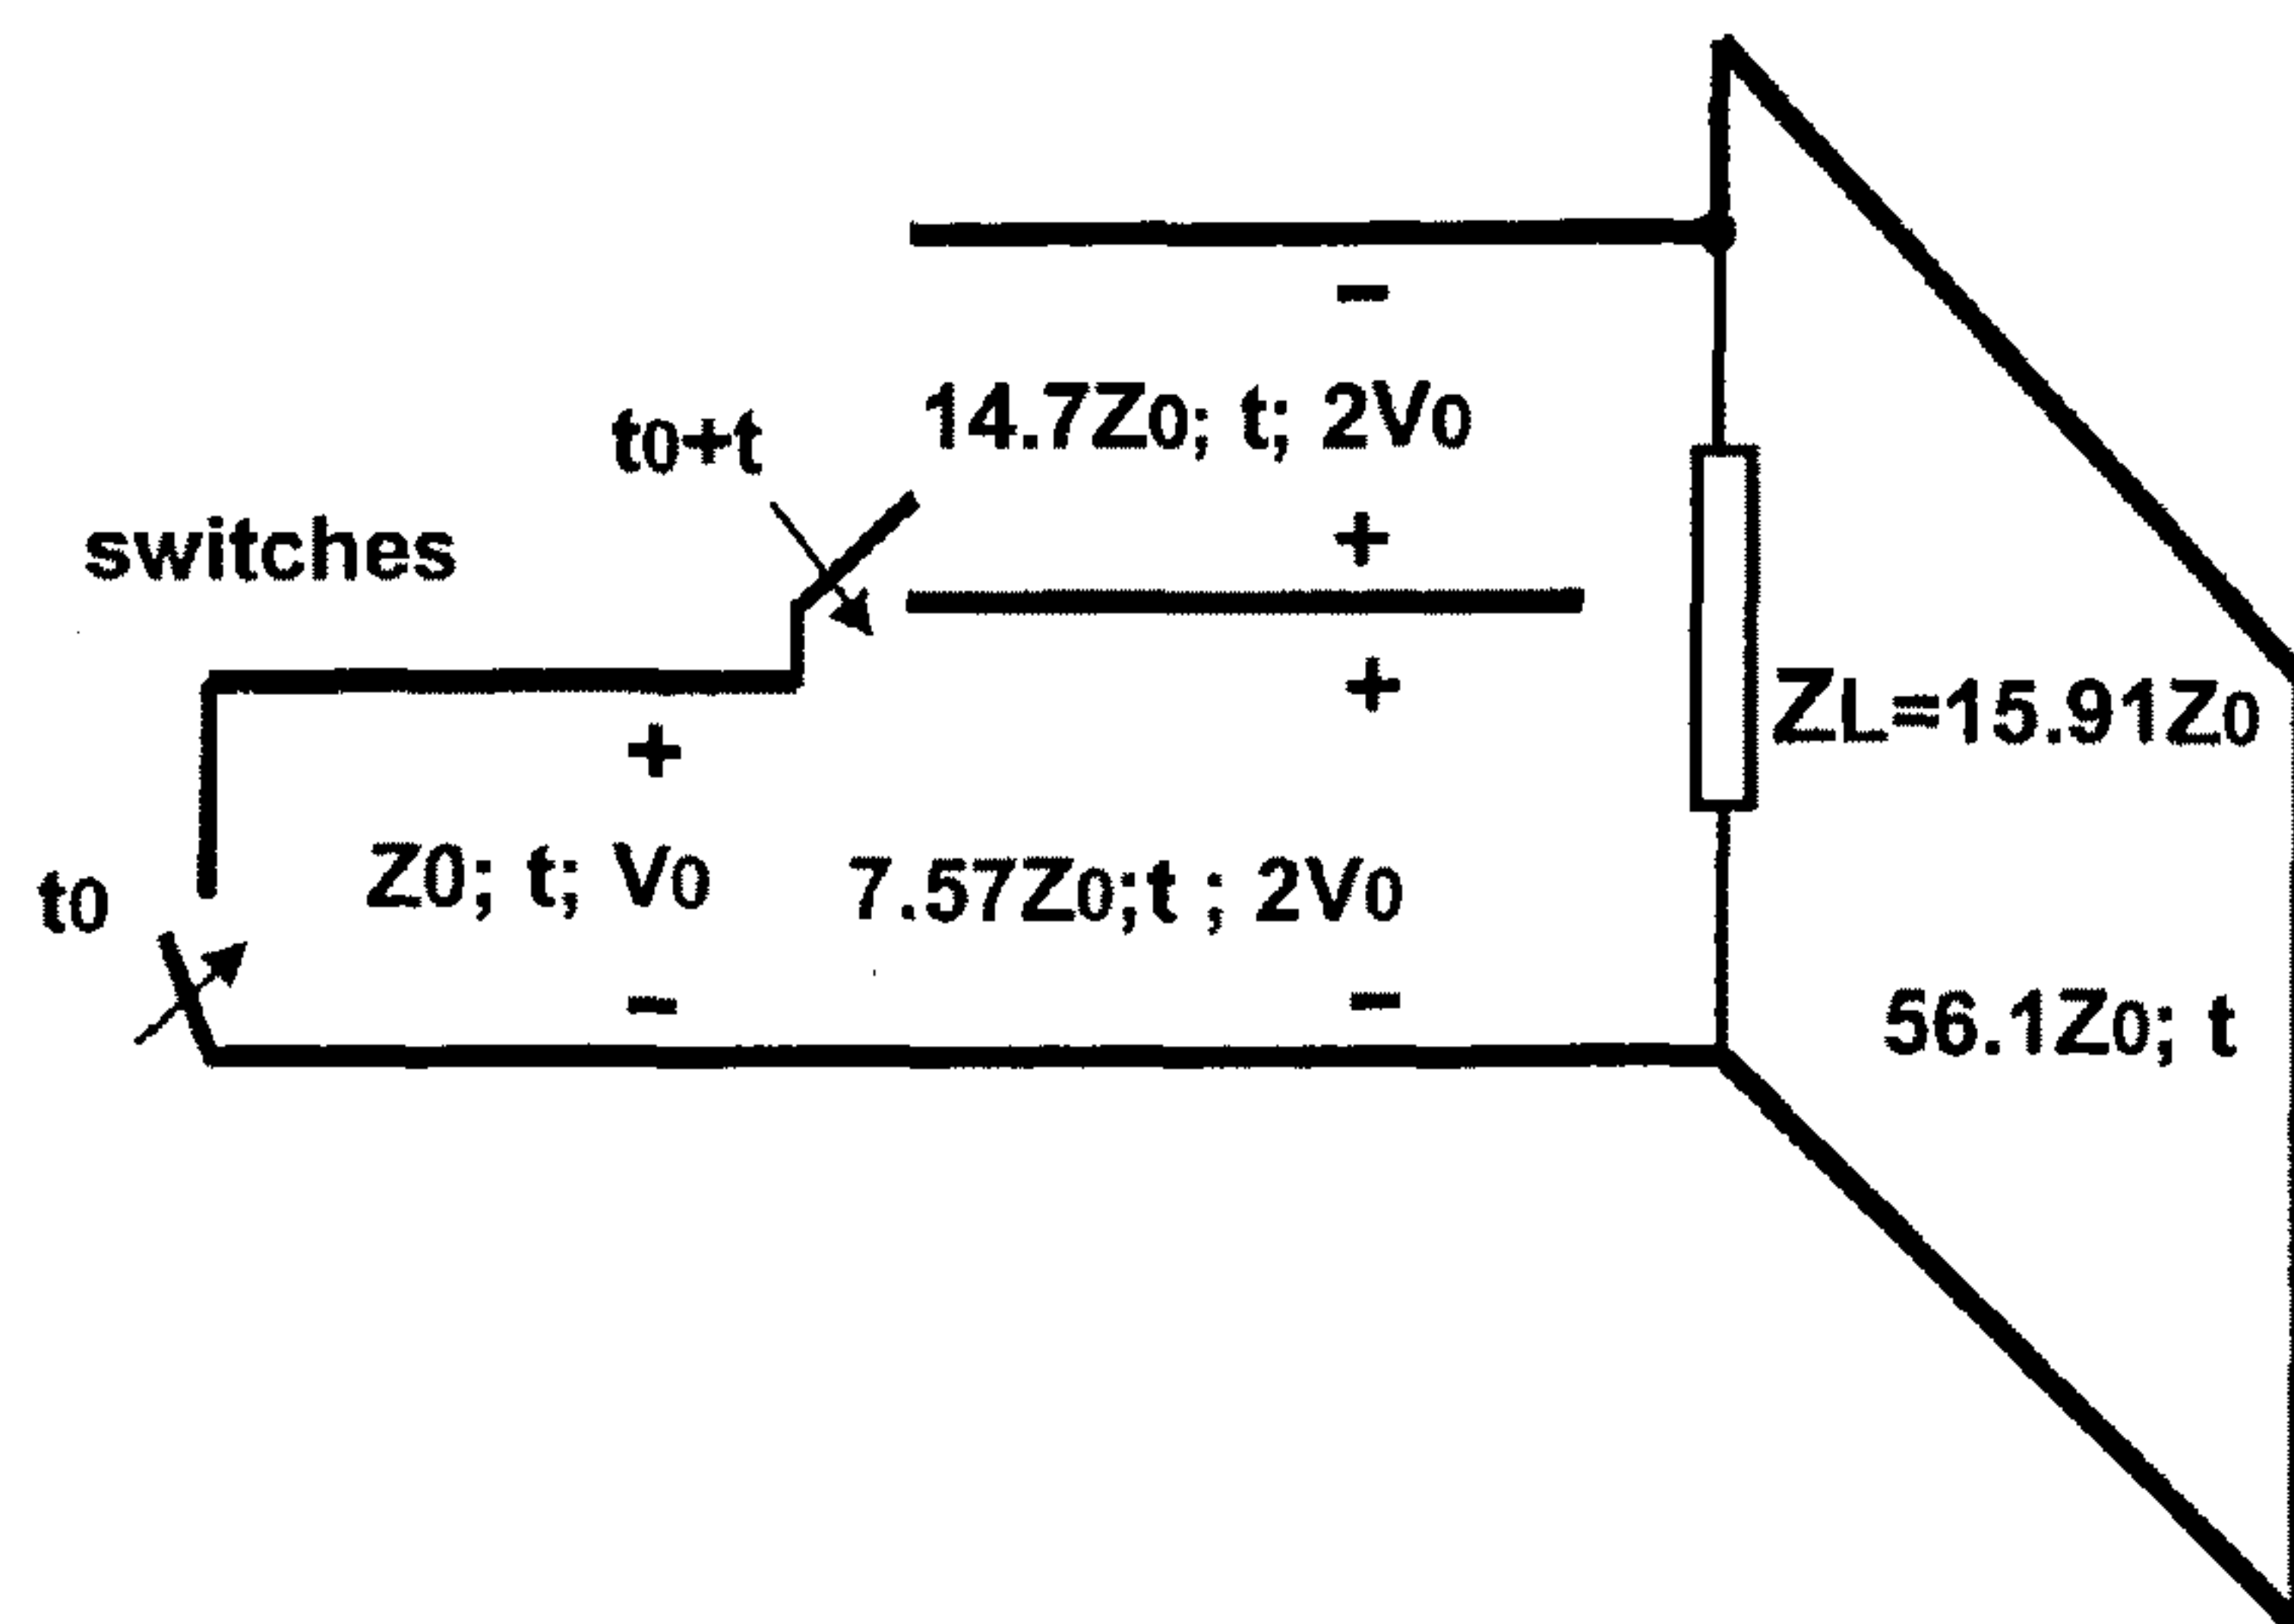 14.7Z0; t; 2V0
t0+t
switches
+
-
+
+
ZL=15.91Z0
t0
Z0; t; V0
7.57Z0;t ; 2V0
-
-
56.1Z0; t